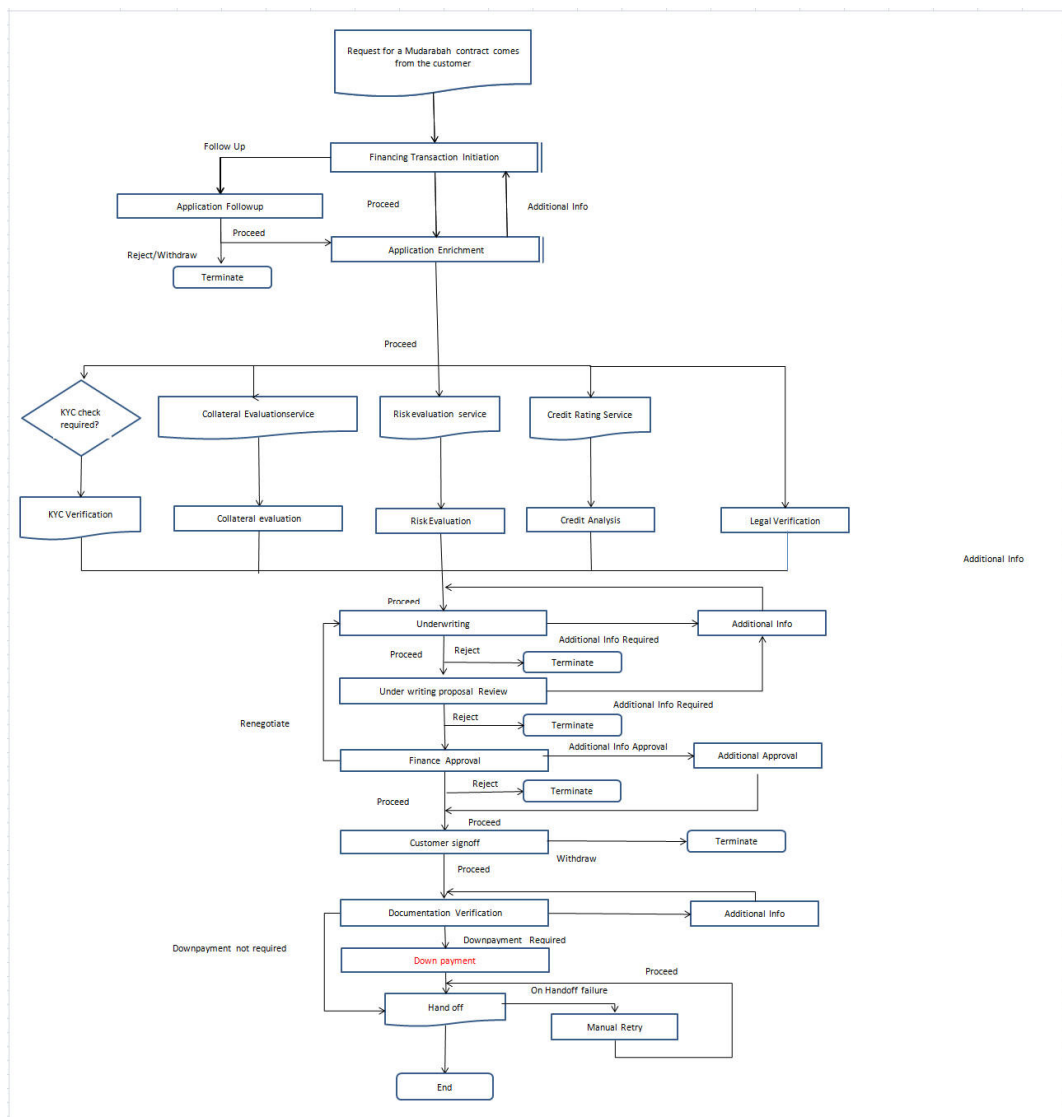 Request for a Mudarabah contract comes
from the customer
Follow Up
Financing Transaction Initiation
Application Followup
Proceed
Additional Info
Proceed
Application Enrichment
Reject/Withdraw
Terminate
Proceed
KYC check
required?
Collateral Evaluationservice
Risk evaluation service
Credit Rating Service
KYC Verification
Collateral evaluation
Risk Evaluation
Credit Analysis
Legal Verification
Additional Info
Proceed
Underwriting
Additional Info
Additional Info Required
Proceed
Reject
Terminate
Under writing proposal Review
Additional Info Required
Renegotiate
Reject
Terminate
Additional Info Approval
Finance Approval
Additional Approval
Reject
Terminate
Proceed
Proceed
Customer signoff
Terminate
Withdraw
Proceed
Documentation Verification
Additional Info
Downpayment not required
Downpayment Required
Down payment
Proceed
On Handoff failure
Hand off
Manual Retry
End